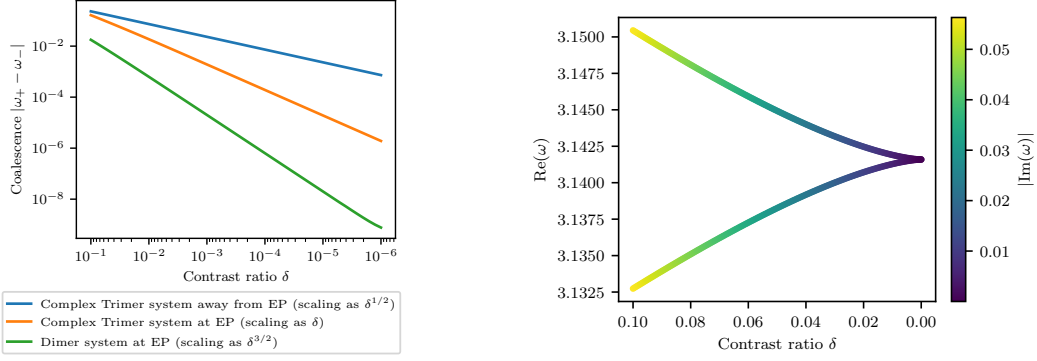 Coalescence |ω₊ − ω₋|
10⁻²
10⁻⁴
10⁻⁶
10⁻⁸
10⁻¹ 10⁻² 10⁻³ 10⁻⁴ 10⁻⁵ 10⁻⁶
Contrast ratio δ
Complex Trimer system away from EP (scaling as δ^{1/2})
Complex Trimer system at EP (scaling as δ)
Dimer system at EP (scaling as δ^{3/2})
Re(ω)
3.1500
3.1475
3.1450
3.1425
3.1400
3.1375
3.1350
3.1325
0.10 0.08 0.06 0.04 0.02 0.00
Contrast ratio δ
0.05
0.04
0.03
0.02
0.01
|Im(ω)|